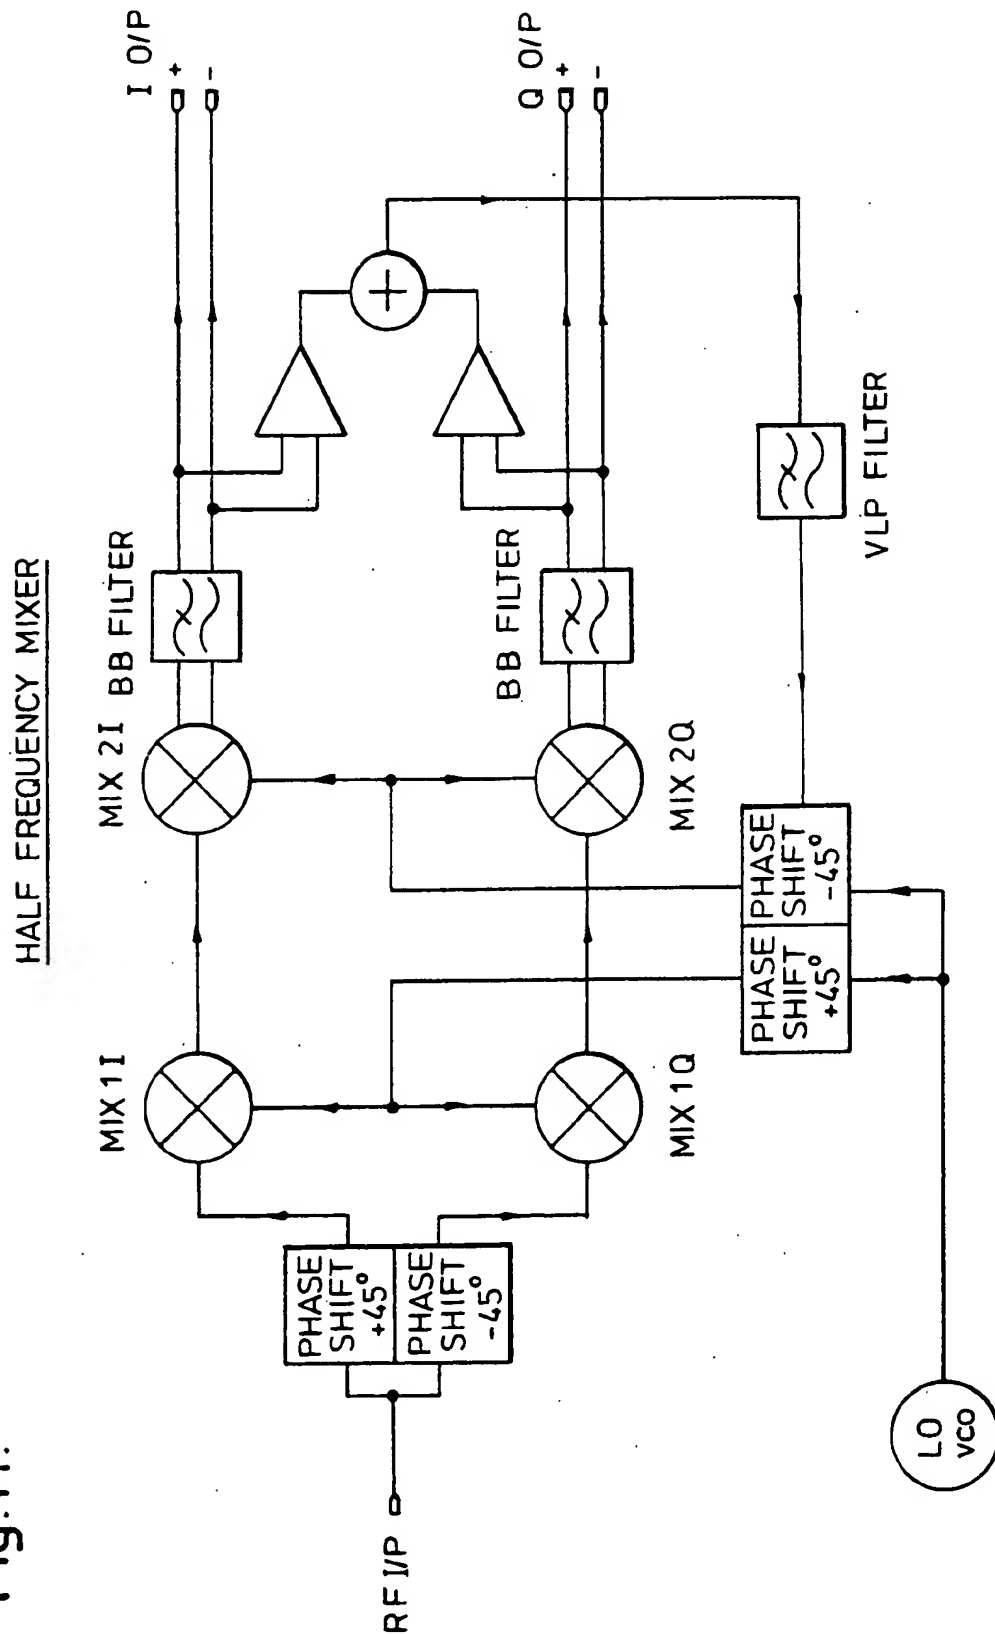 HALF FREQUENCY MIXER
I O/P
+
-
Q O/P
+
-
BB FILTER
BB FILTER
VLP FILTER
MIX 2I
MIX 2Q
MIX 1I
MIX 1Q
PHASE
SHIFT
+45°
PHASE
SHIFT
-45°
PHASE
SHIFT
+45°
PHASE
SHIFT
-45°
RF I/P
LO
VCO